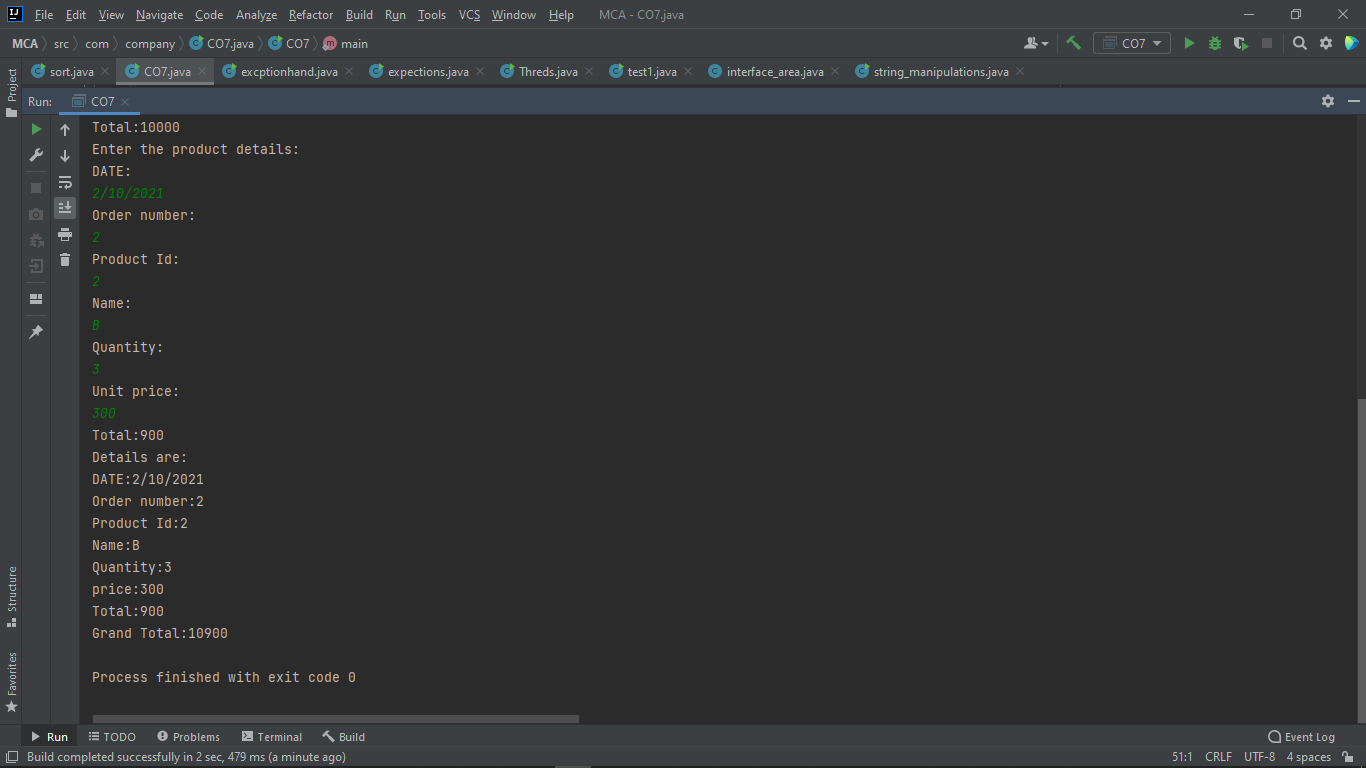 File Edit View Navigate Code Analyze Refactor Build Run Tools VCS Window Help MCA - CO7.java
MCA src com company CO7.java CO7 main CO7
sort.java CO7.java excptionhand.java expections.java Threds.java test1.java interface_area.java string_manipulations.java
Project
Run: CO7
Total:10000
Enter the product details:
DATE:
2/10/2021
Order number:
2
Product Id:
2
Name:
B
Quantity:
3
Unit price:
300
Total:900
Details are:
DATE:2/10/2021
Order number:2
Product Id:2
Name:B
Quantity:3
price:300
Total:900
Grand Total:10900
Process finished with exit code 0
Structure
Favorites
Run TODO Problems Terminal Build Event Log
Build completed successfully in 2 sec, 479 ms (a minute ago) 51:1 CRLF UTF-8 4 spaces